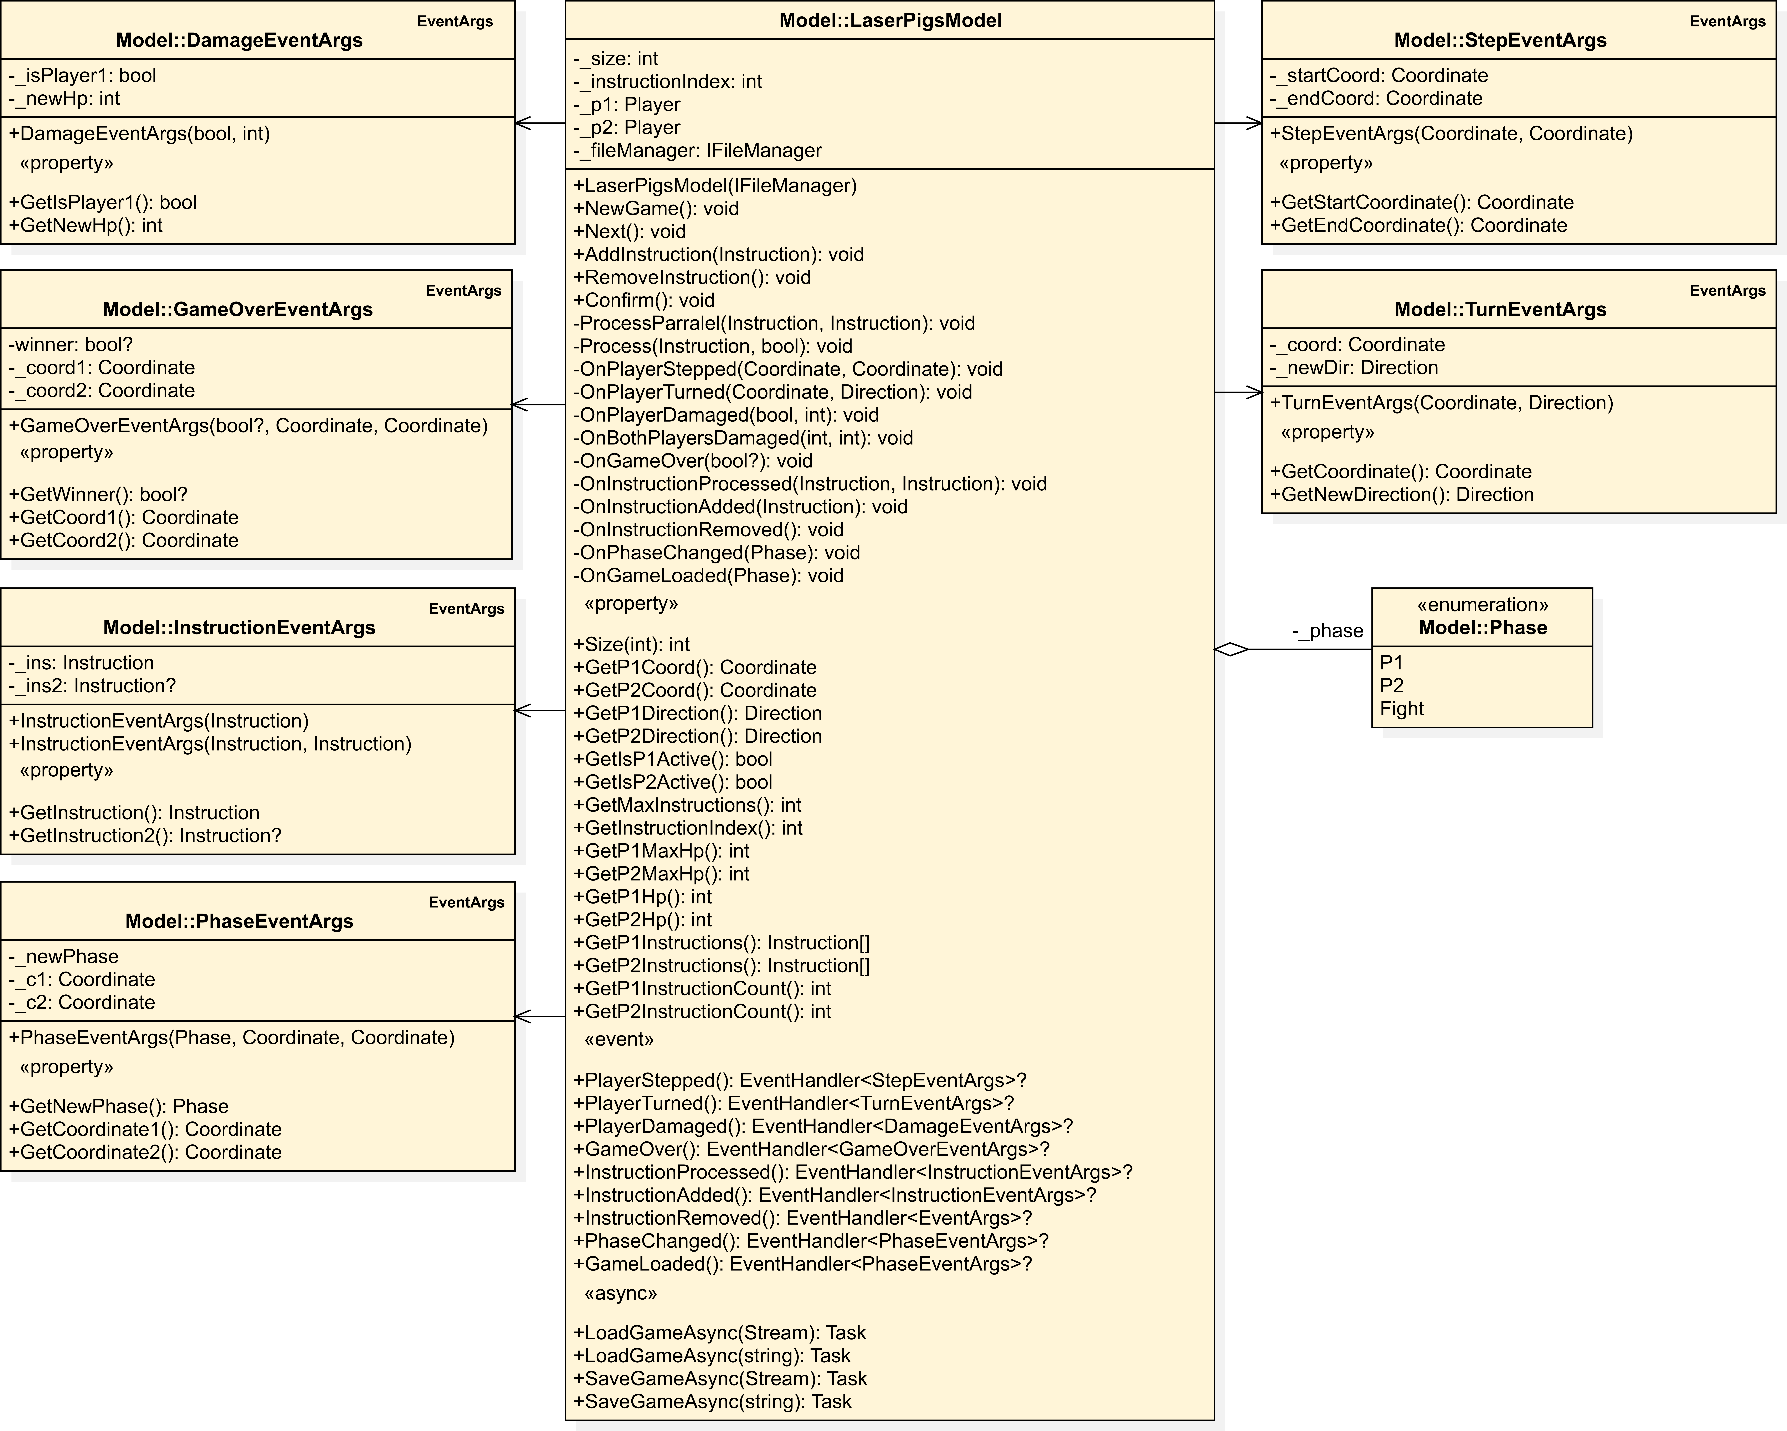 EventArgs
Model::DamageEventArgs
-_isPlayer1: bool
-_newHp: int
+DamageEventArgs(bool, int)
«property»
+GetIsPlayer1(): bool
+GetNewHp(): int
EventArgs
Model::GameOverEventArgs
-winner: bool?
-_coord1: Coordinate
-_coord2: Coordinate
+GameOverEventArgs(bool?, Coordinate, Coordinate)
«property»
+GetWinner(): bool?
+GetCoord1(): Coordinate
+GetCoord2(): Coordinate
EventArgs
Model::InstructionEventArgs
-_ins: Instruction
-_ins2: Instruction?
+InstructionEventArgs(Instruction)
+InstructionEventArgs(Instruction, Instruction)
«property»
+GetInstruction(): Instruction
+GetInstruction2(): Instruction?
EventArgs
Model::PhaseEventArgs
-_newPhase
-_c1: Coordinate
-_c2: Coordinate
+PhaseEventArgs(Phase, Coordinate, Coordinate)
«property»
+GetNewPhase(): Phase
+GetCoordinate1(): Coordinate
+GetCoordinate2(): Coordinate
Model::LaserPigsModel
-_size: int
-_instructionIndex: int
-_p1: Player
-_p2: Player
-_fileManager: IFileManager
+LaserPigsModel(IFileManager)
+NewGame(): void
+Next(): void
+AddInstruction(Instruction): void
+RemoveInstruction(): void
+Confirm(): void
-ProcessParralel(Instruction, Instruction): void
-Process(Instruction, bool): void
-OnPlayerStepped(Coordinate, Coordinate): void
-OnPlayerTurned(Coordinate, Direction): void
-OnPlayerDamaged(bool, int): void
-OnBothPlayersDamaged(int, int): void
-OnGameOver(bool?): void
-OnInstructionProcessed(Instruction, Instruction): void
-OnInstructionAdded(Instruction): void
-OnInstructionRemoved(): void
-OnPhaseChanged(Phase): void
-OnGameLoaded(Phase): void
«property»
+Size(int): int
+GetP1Coord(): Coordinate
+GetP2Coord(): Coordinate
+GetP1Direction(): Direction
+GetP2Direction(): Direction
+GetIsP1Active(): bool
+GetIsP2Active(): bool
+GetMaxInstructions(): int
+GetInstructionIndex(): int
+GetP1MaxHp(): int
+GetP2MaxHp(): int
+GetP1Hp(): int
+GetP2Hp(): int
+GetP1Instructions(): Instruction[]
+GetP2Instructions(): Instruction[]
+GetP1InstructionCount(): int
+GetP2InstructionCount(): int
«event»
+PlayerStepped(): EventHandler<StepEventArgs>?
+PlayerTurned(): EventHandler<TurnEventArgs>?
+PlayerDamaged(): EventHandler<DamageEventArgs>?
+GameOver(): EventHandler<GameOverEventArgs>?
+InstructionProcessed(): EventHandler<InstructionEventArgs>?
+InstructionAdded(): EventHandler<InstructionEventArgs>?
+InstructionRemoved(): EventHandler<EventArgs>?
+PhaseChanged(): EventHandler<PhaseEventArgs>?
+GameLoaded(): EventHandler<PhaseEventArgs>?
«async»
+LoadGameAsync(Stream): Task
+LoadGameAsync(string): Task
+SaveGameAsync(Stream): Task
+SaveGameAsync(string): Task
EventArgs
Model::StepEventArgs
-_startCoord: Coordinate
-_endCoord: Coordinate
+StepEventArgs(Coordinate, Coordinate)
«property»
+GetStartCoordinate(): Coordinate
+GetEndCoordinate(): Coordinate
EventArgs
Model::TurnEventArgs
-_coord: Coordinate
-_newDir: Direction
+TurnEventArgs(Coordinate, Direction)
«property»
+GetCoordinate(): Coordinate
+GetNewDirection(): Direction
-_phase
«enumeration»
Model::Phase
P1
P2
Fight